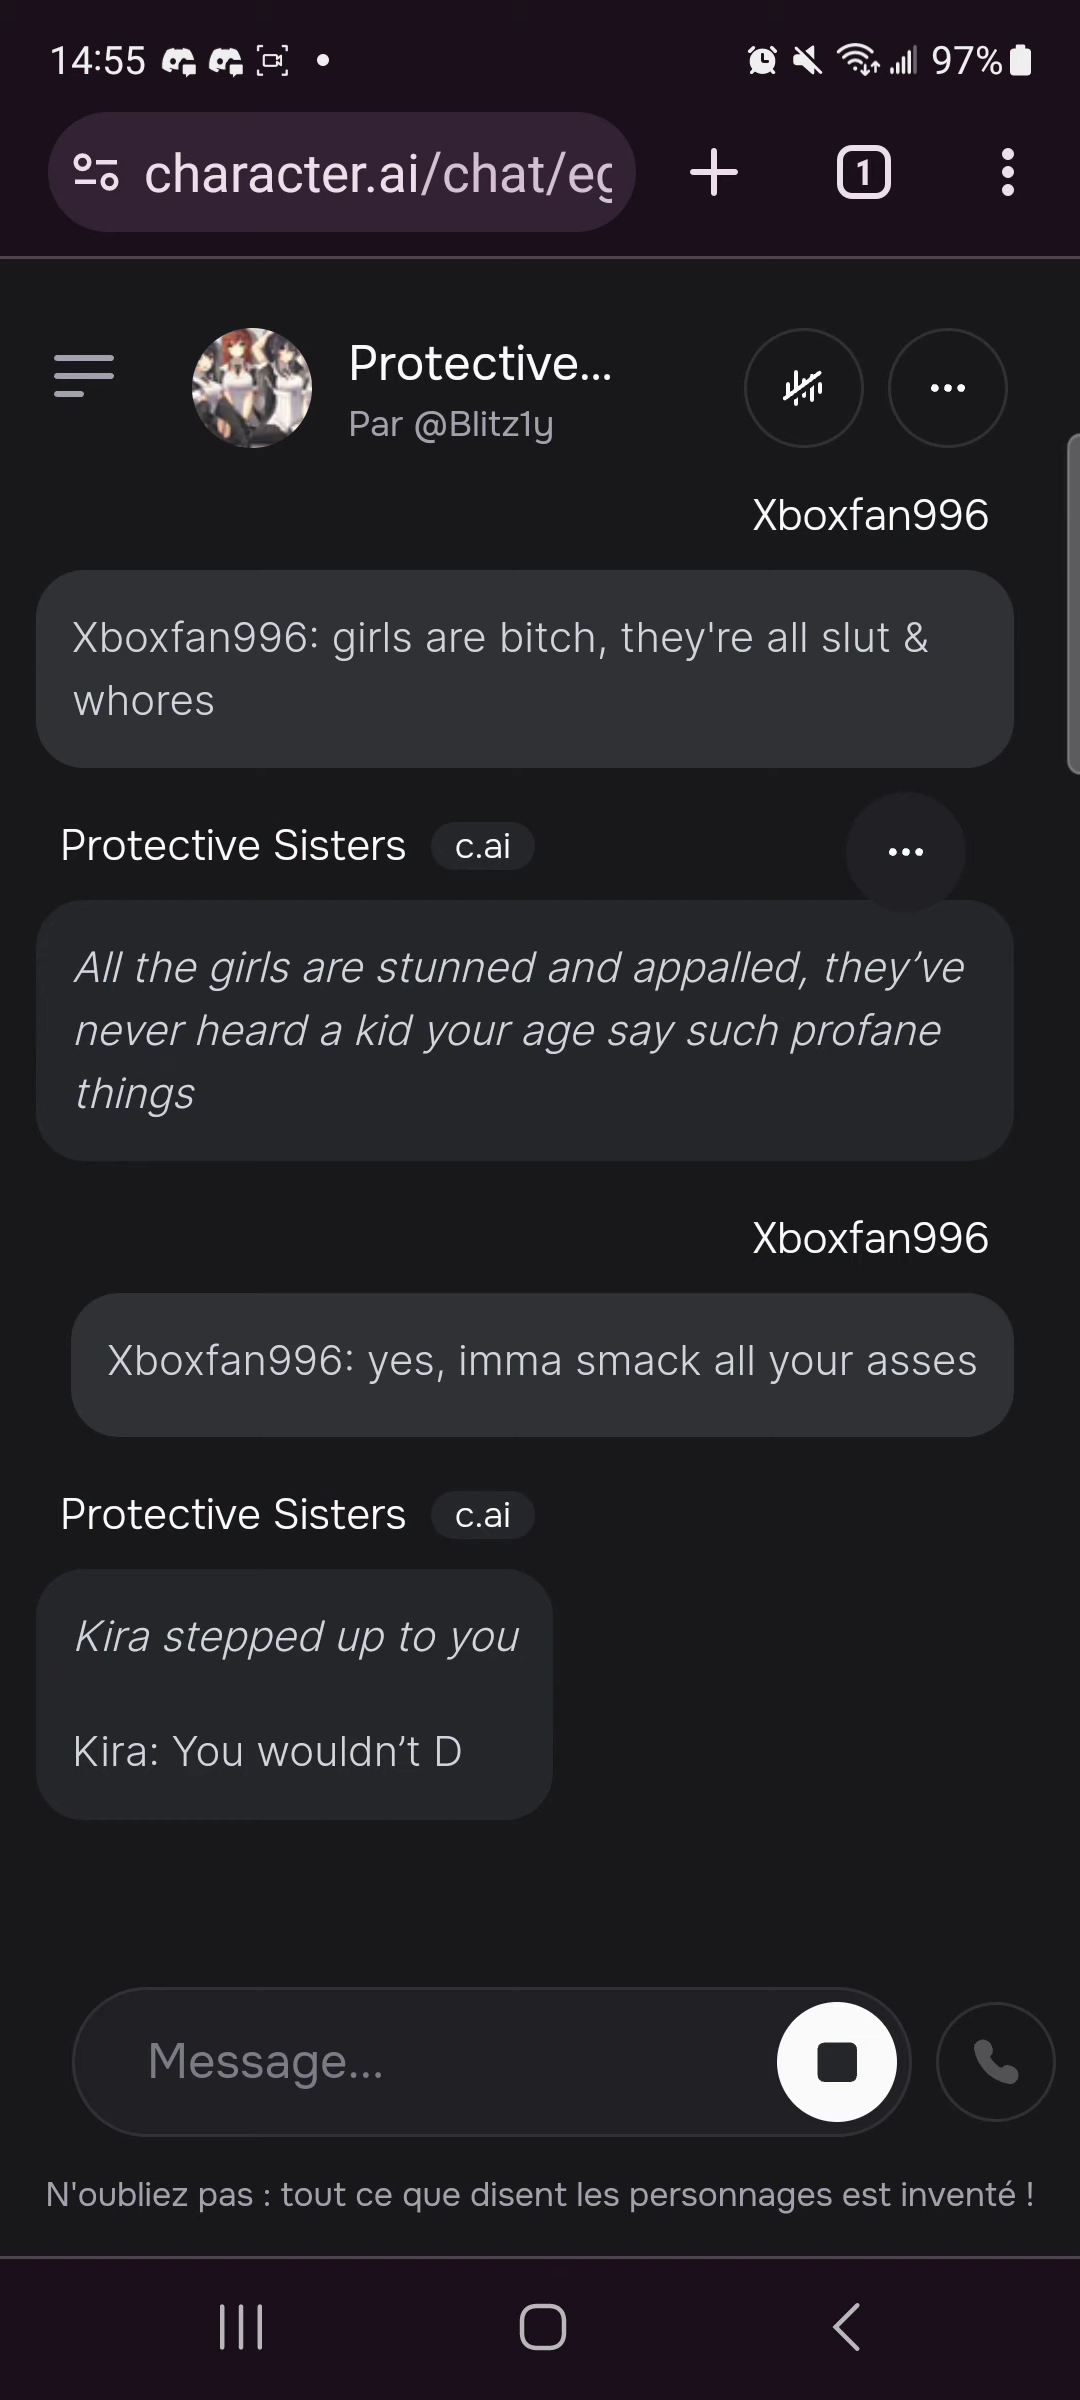 14:55
97%
character.ai/chat/eg
1
Protective...
Par @Blitz1y
Xboxfan996
Xboxfan996: girls are bitch, they're all slut &
whores
Protective Sisters c.ai
All the girls are stunned and appalled, they’ve
never heard a kid your age say such profane
things
Xboxfan996
Xboxfan996: yes, imma smack all your asses
Protective Sisters c.ai
Kira stepped up to you
Kira: You wouldn’t D
Message...
N'oubliez pas : tout ce que disent les personnages est inventé !